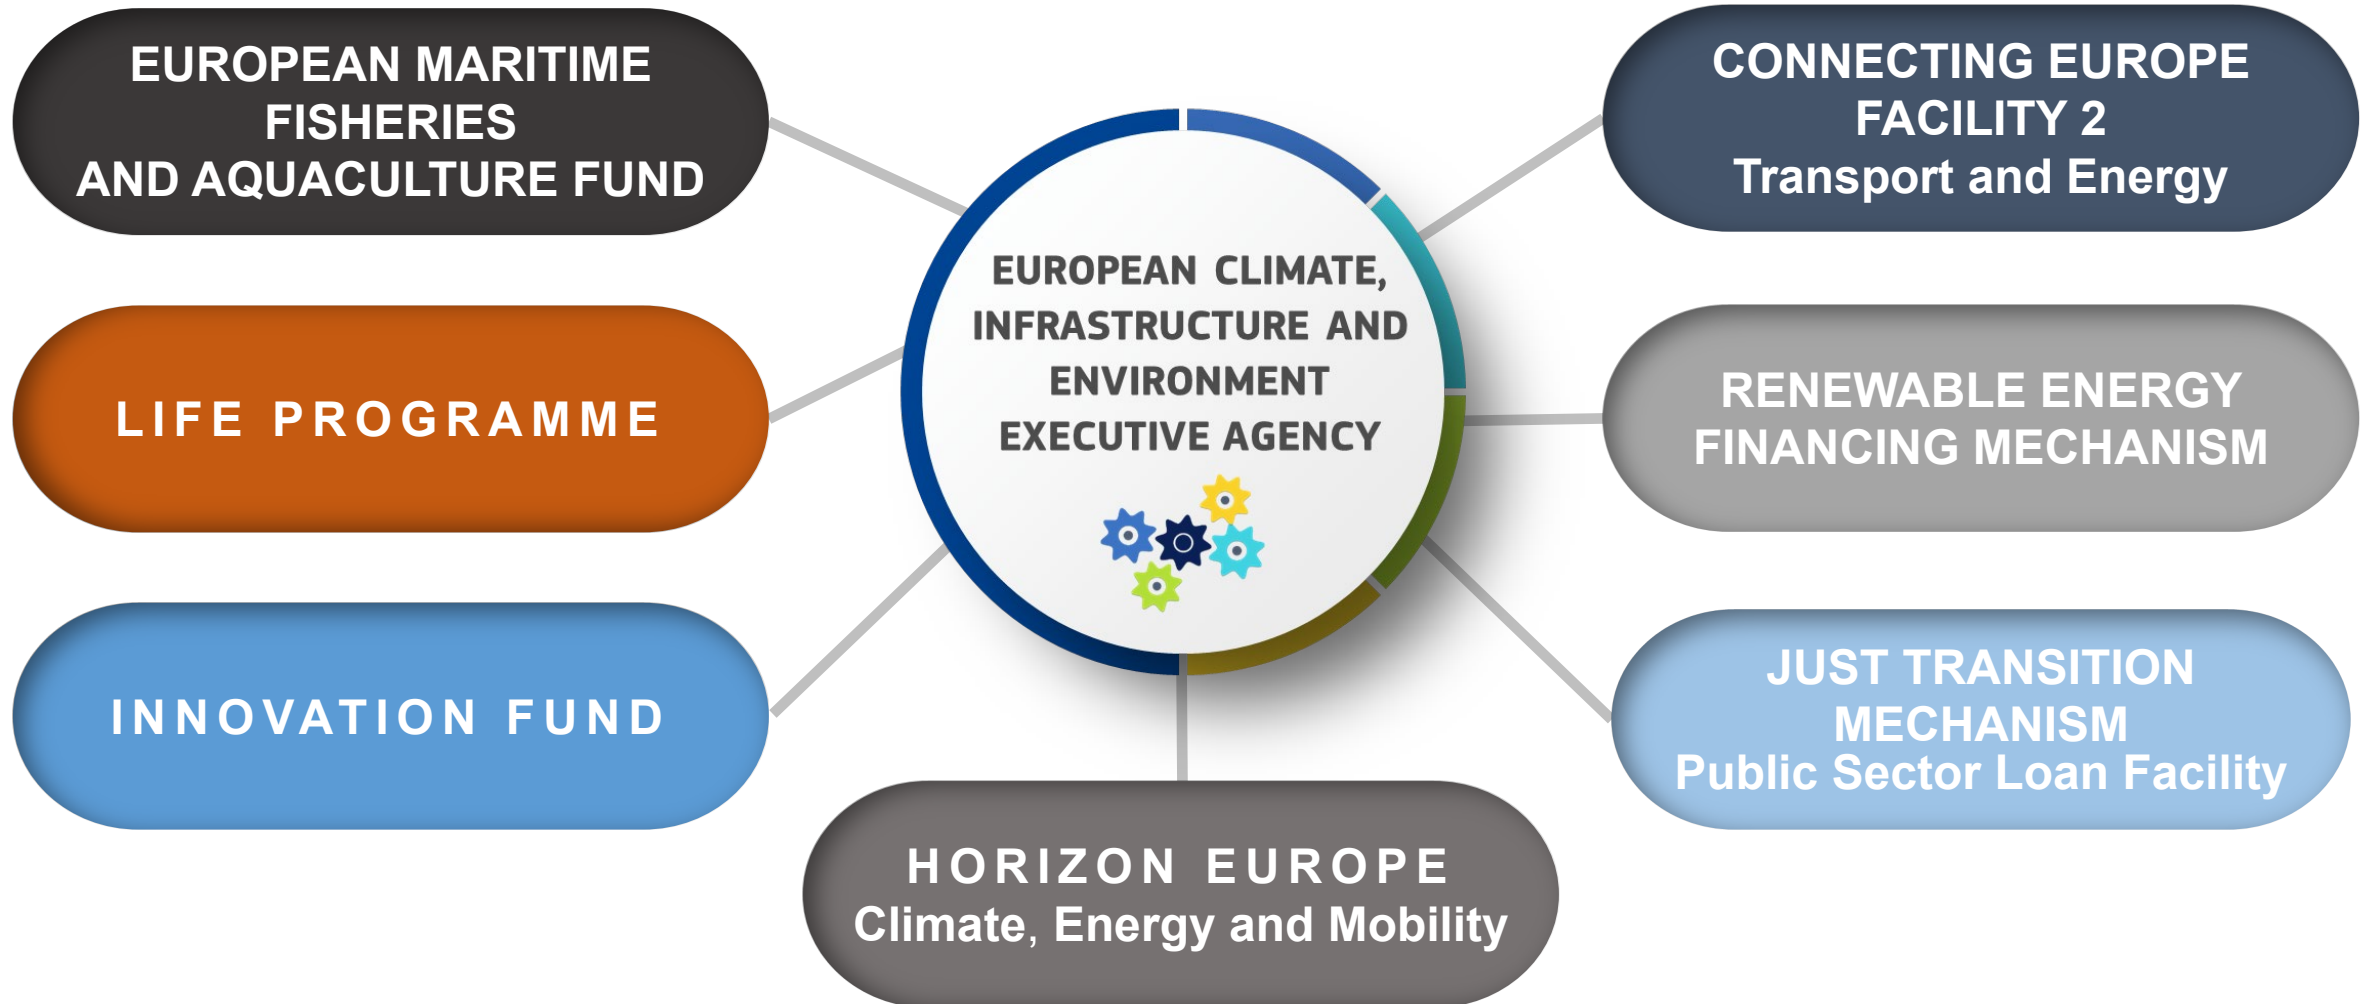 EUROPEAN MARITIME
FISHERIES
AND AQUACULTURE FUND
LIFE PROGRAMME
INNOVATION FUND
EUROPEAN CLIMATE,
INFRASTRUCTURE AND
ENVIRONMENT
EXECUTIVE AGENCY
HORIZON EUROPE
Climate, Energy and Mobility
CONNECTING EUROPE
FACILITY 2
Transport and Energy
RENEWABLE ENERGY
FINANCING MECHANISM
JUST TRANSITION
MECHANISM
Public Sector Loan Facility